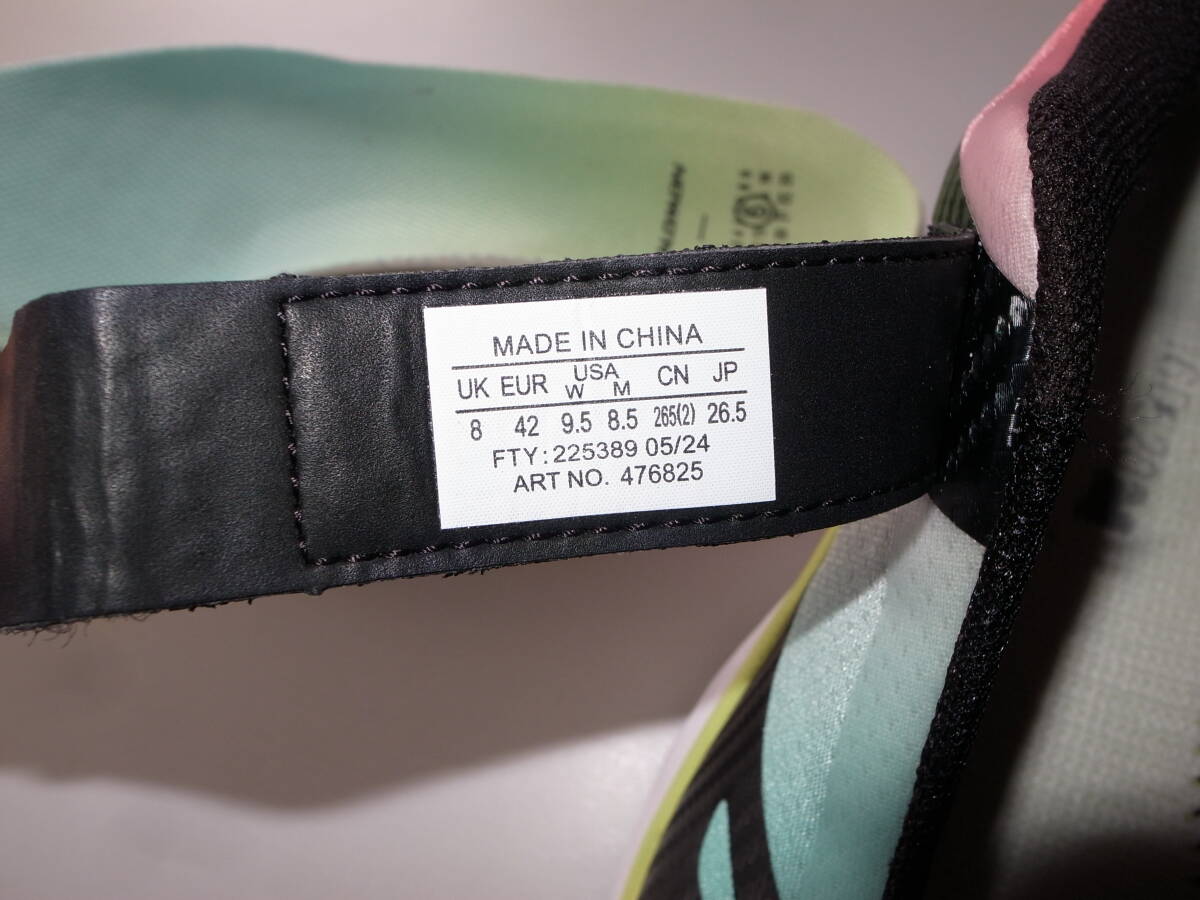 MADE IN CHINA
UK EUR USA W M CN JP
8 42 9.5 8.5 265(2) 26.5
FTY: 225389 05/24
ART NO. 476825